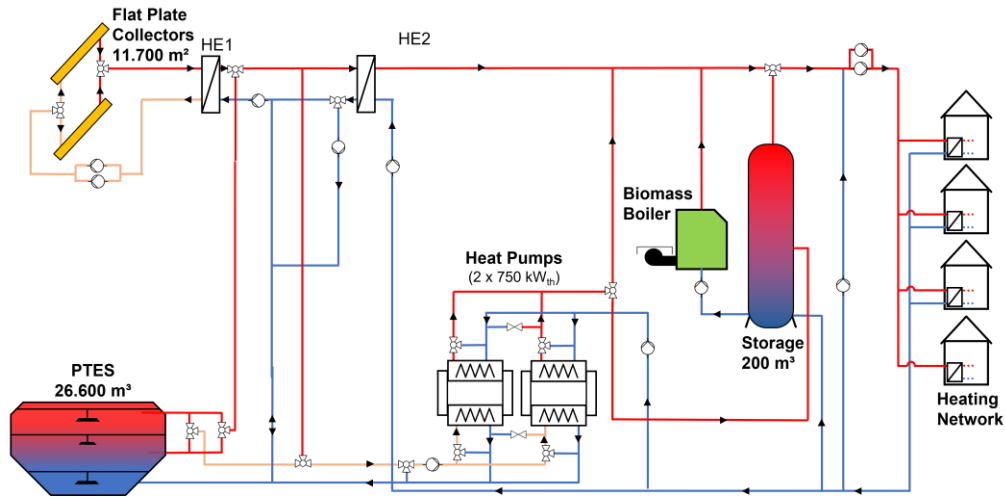 Flat Plate
Collectors
11.700 m²
HE1
HE2
Biomass
Boiler
Heat Pumps
(2 x 750 kWth)
Storage
200 m³
PTES
26.600 m³
Heating
Network